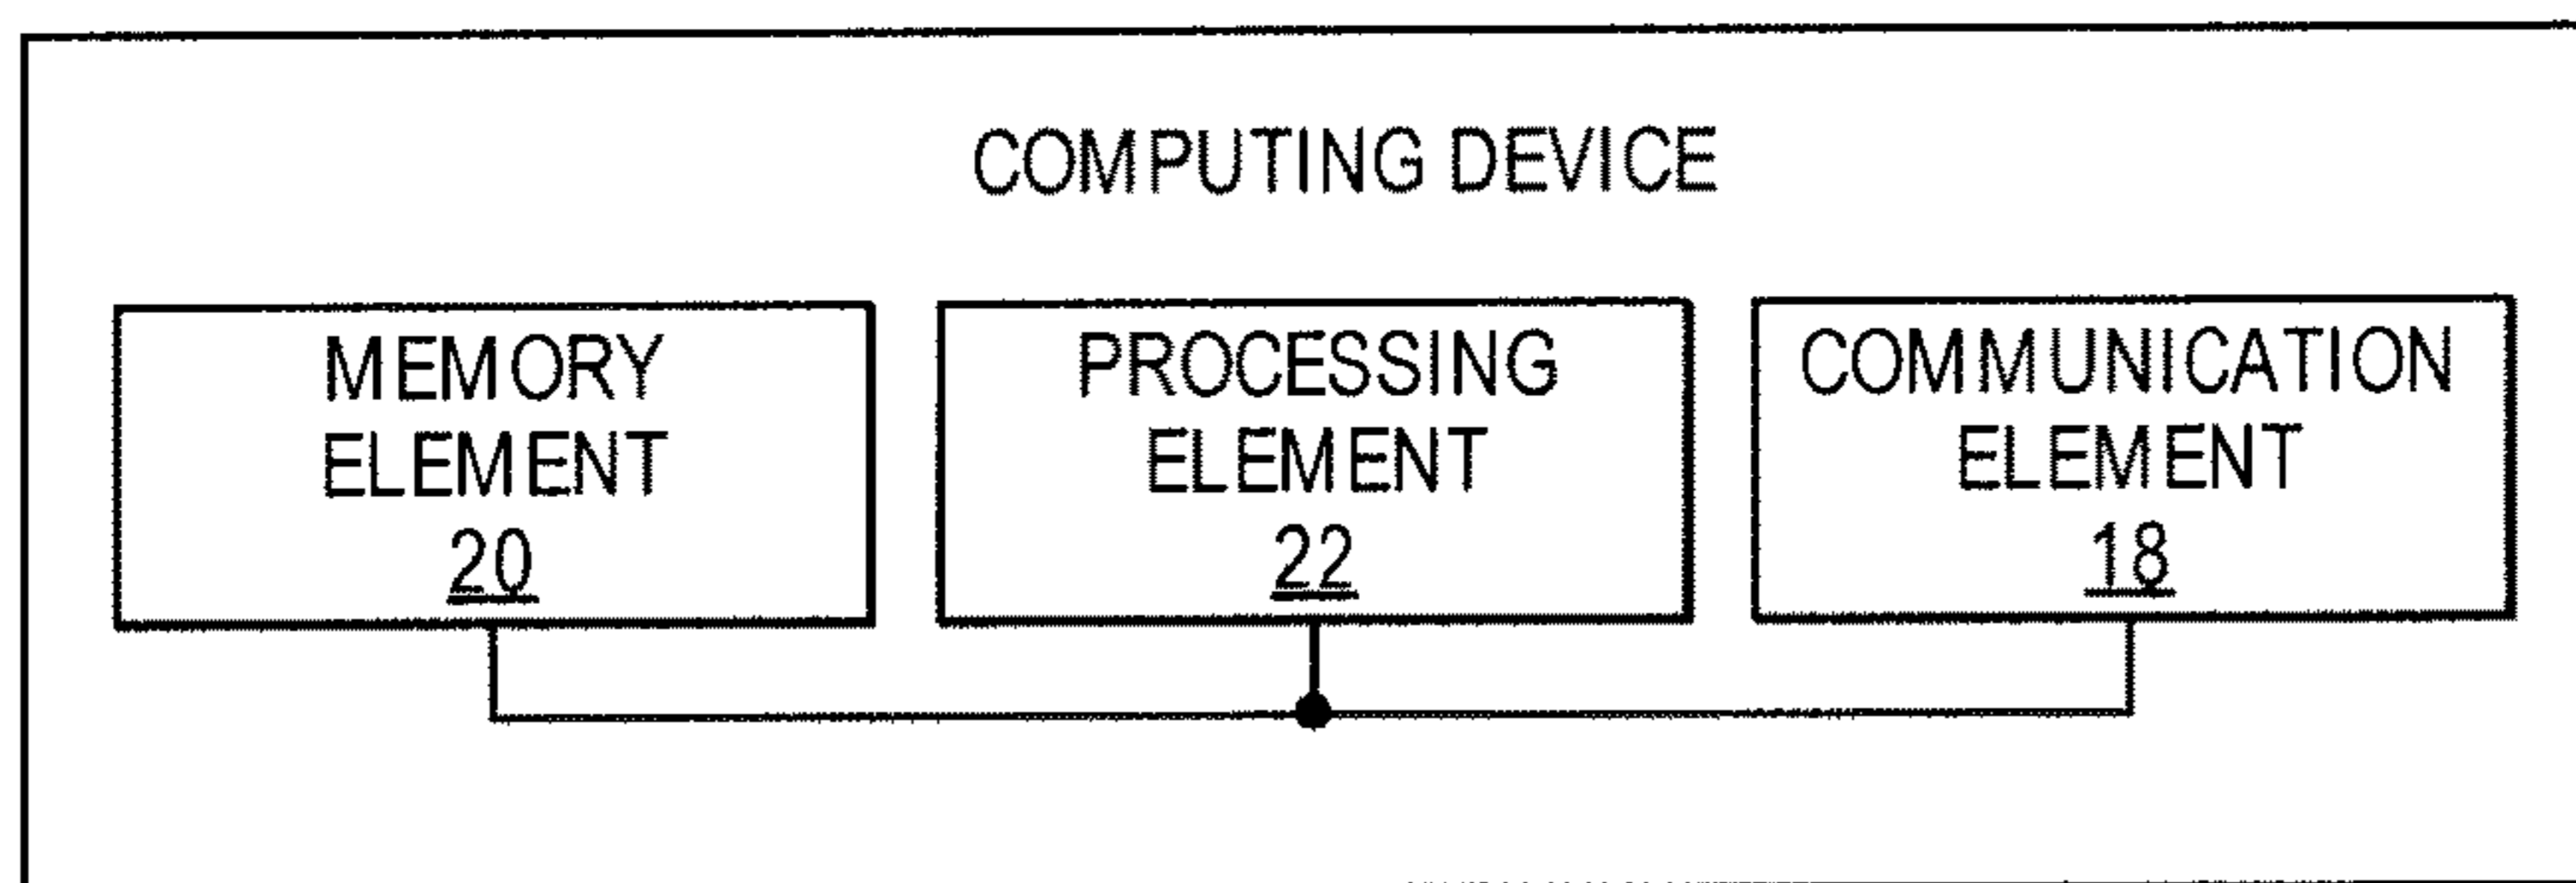 COMPUTING DEVICE
MEMORY
ELEMENT
20
PROCESSING
ELEMENT
22
COMMUNICATION
ELEMENT
18